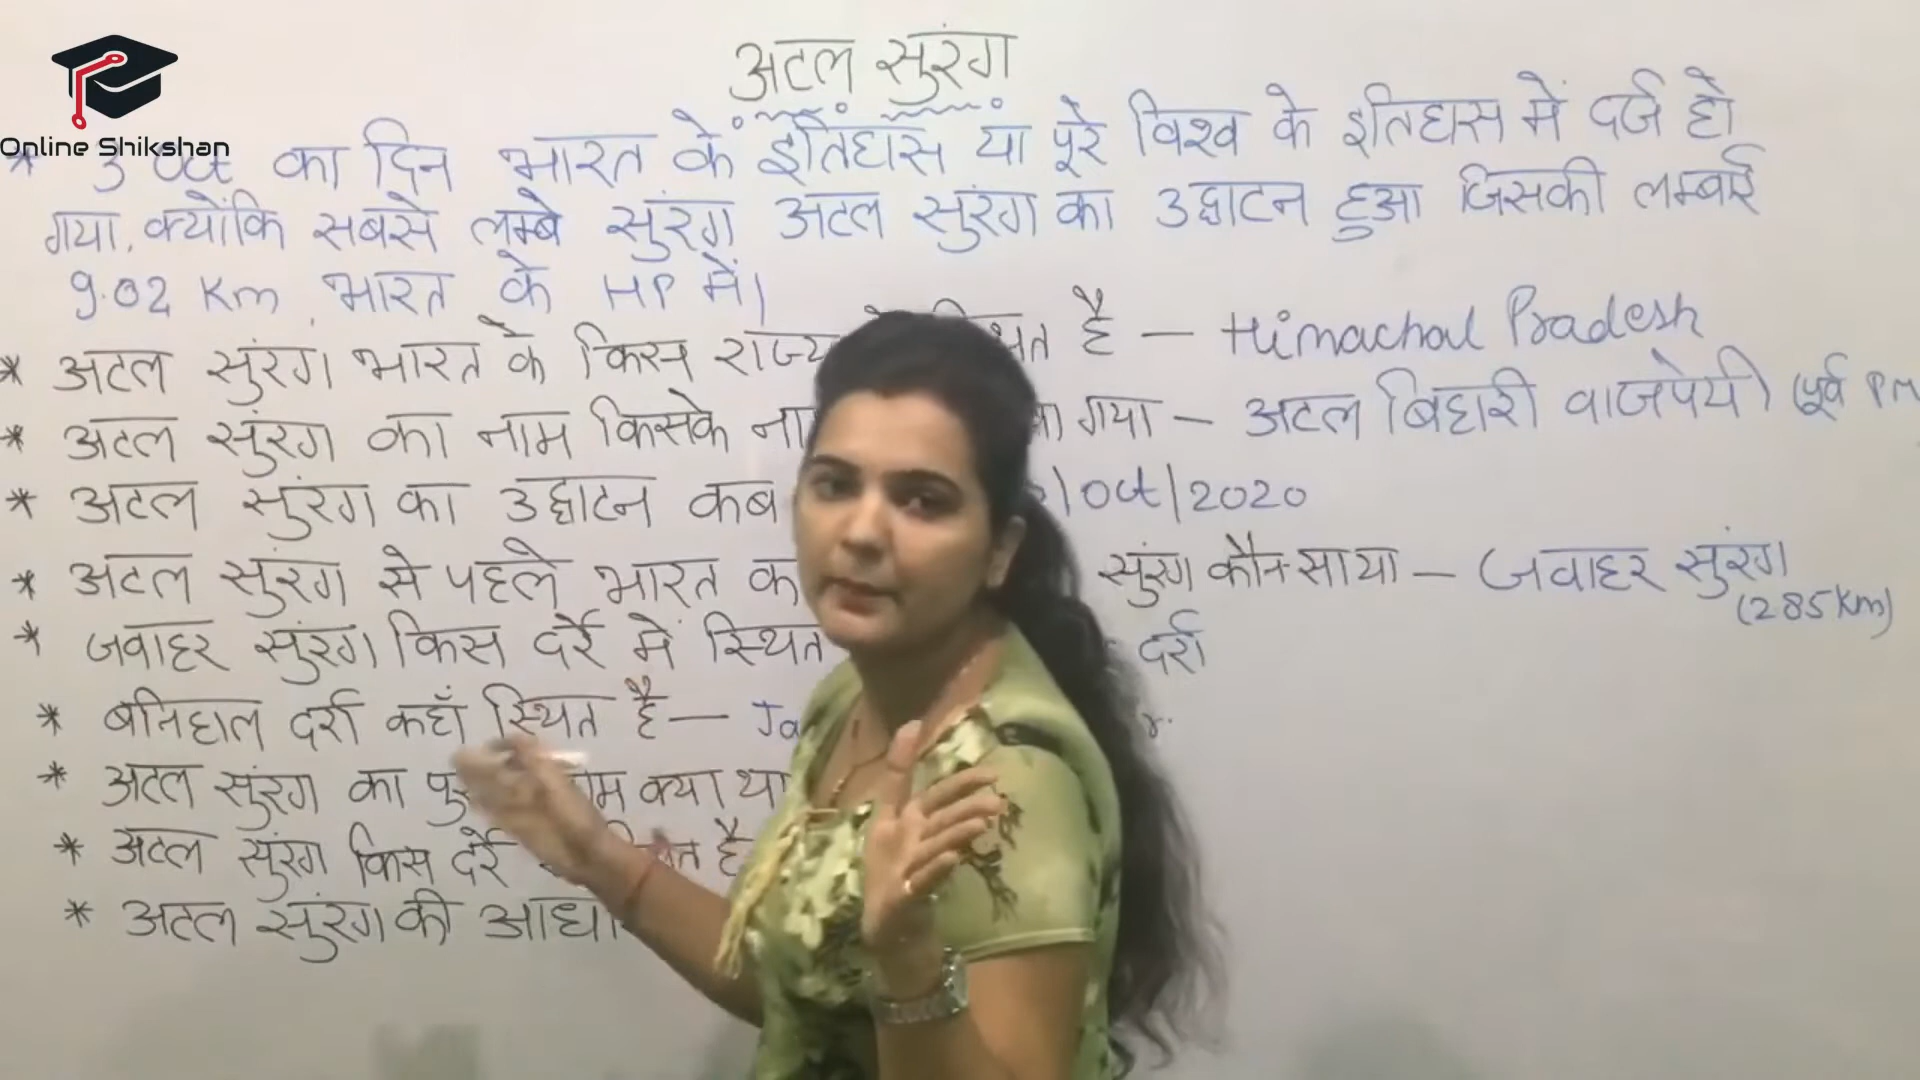 Online Shikshan
अटल सुरंग
* 3 Oct का दिन भारत के इतिहास या पूरे विश्व के इतिहास में दर्ज हो
गया, क्योंकि सबसे लम्बे सुरंग अटल सुरंग का उद्घाटन हुआ जिसकी लम्बाई
9.02 Km, भारत के HP में।
* अटल सुरंग भारत के किस राज्य है — Himachal Pradesh
* अटल सुरंग का नाम किसके गया — अटल बिहारी वाजपेयी (पूर्व PM
* अटल सुरंग का उद्घाटन कब |Oct|2020
* अटल सुरंग से पहले भारत सुरंग कौन सा था — जवाहर सुरंग
(2.85 Km)
* जवाहर सुरंग किस दर्रे में स्थित दर्रा
* बनिहाल दर्रा कहाँ स्थित है —
* अटल सुरंग का क्या था
* अटल सुरंग किस दर्रे है
* अटल सुरंग की